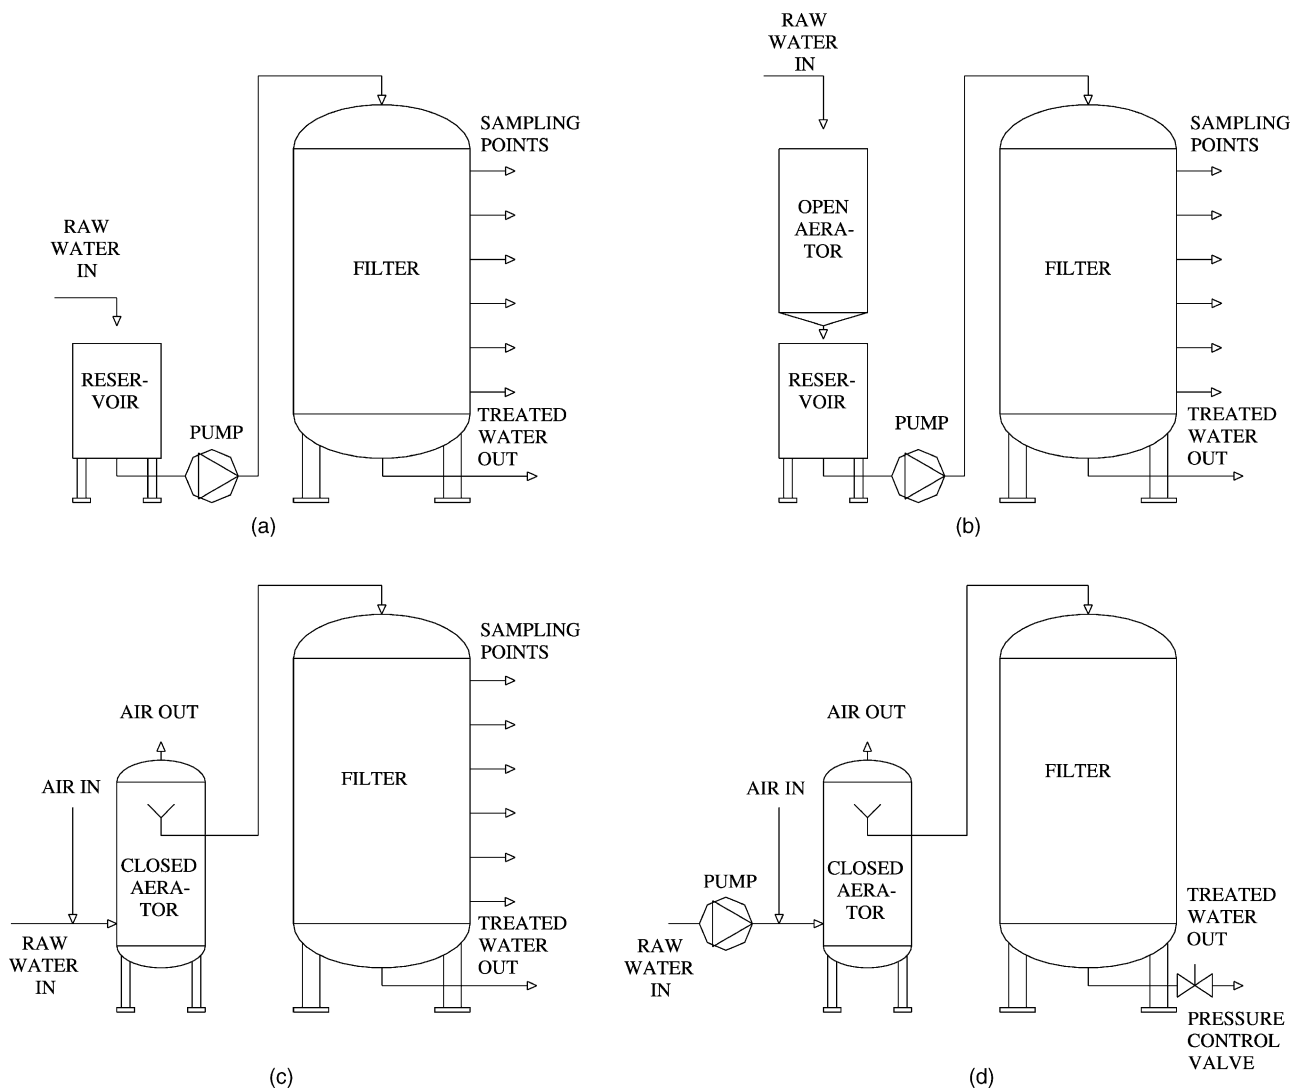 RAW
WATER
IN
RESER-
VOIR
PUMP
FILTER
SAMPLING
POINTS
TREATED
WATER
OUT
(a)
RAW
WATER
IN
OPEN
AERA-
TOR
RESER-
VOIR
PUMP
FILTER
SAMPLING
POINTS
TREATED
WATER
OUT
(b)
AIR OUT
AIR IN
CLOSED
AERA-
TOR
RAW
WATER
IN
FILTER
SAMPLING
POINTS
TREATED
WATER
OUT
(c)
AIR OUT
AIR IN
PUMP
CLOSED
AERA-
TOR
RAW
WATER
IN
FILTER
TREATED
WATER
OUT
PRESSURE
CONTROL
VALVE
(d)